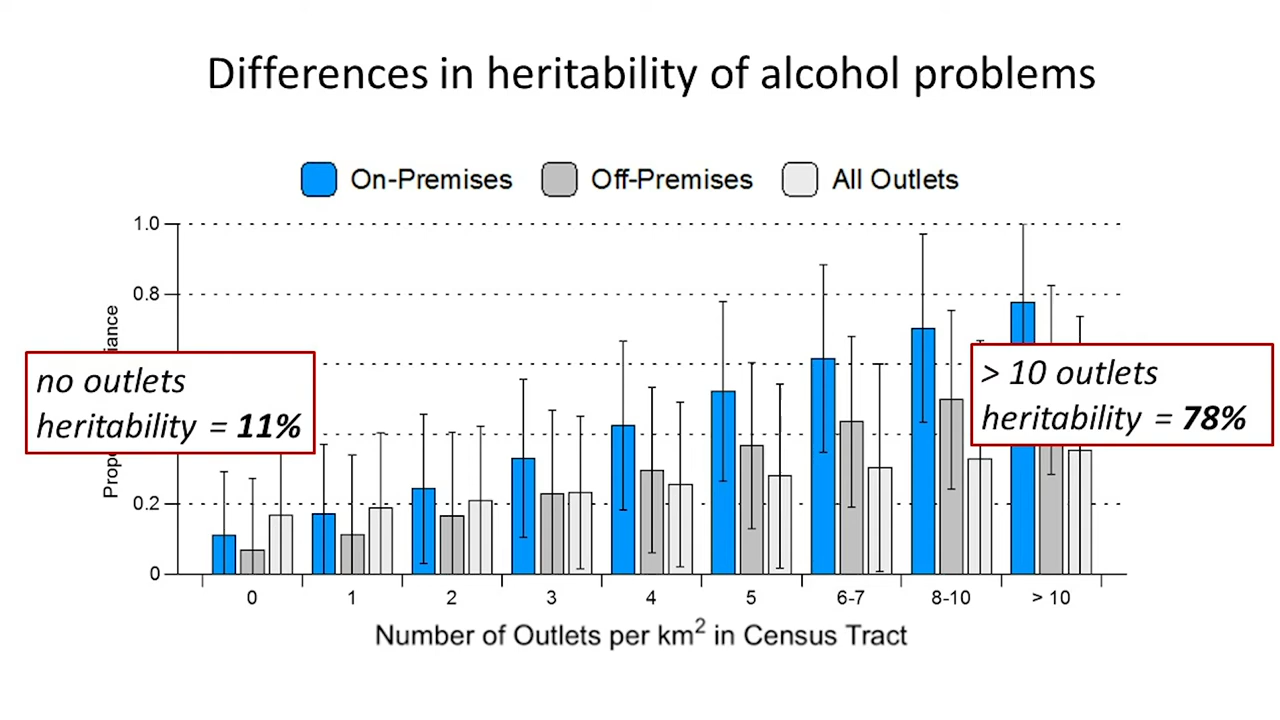 Differences in heritability of alcohol problems
On-Premises Off-Premises All Outlets
1.0
0.8
no outlets
heritability = 11%
> 10 outlets
heritability = 78%
0.2
0
0 1 2 3 4 5 6-7 8-10 > 10
Number of Outlets per km² in Census Tract